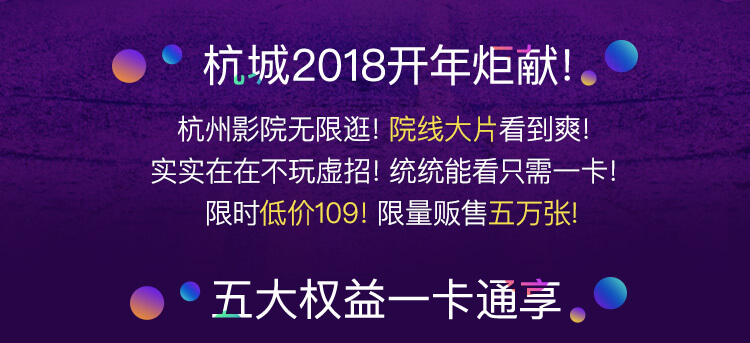 杭城2018开年炬献!
杭州影院无限逛! 院线大片看到爽!
实实在在不玩虚招! 统统能看只需一卡!
限时低价109! 限量贩售五万张!
五大权益一卡通享